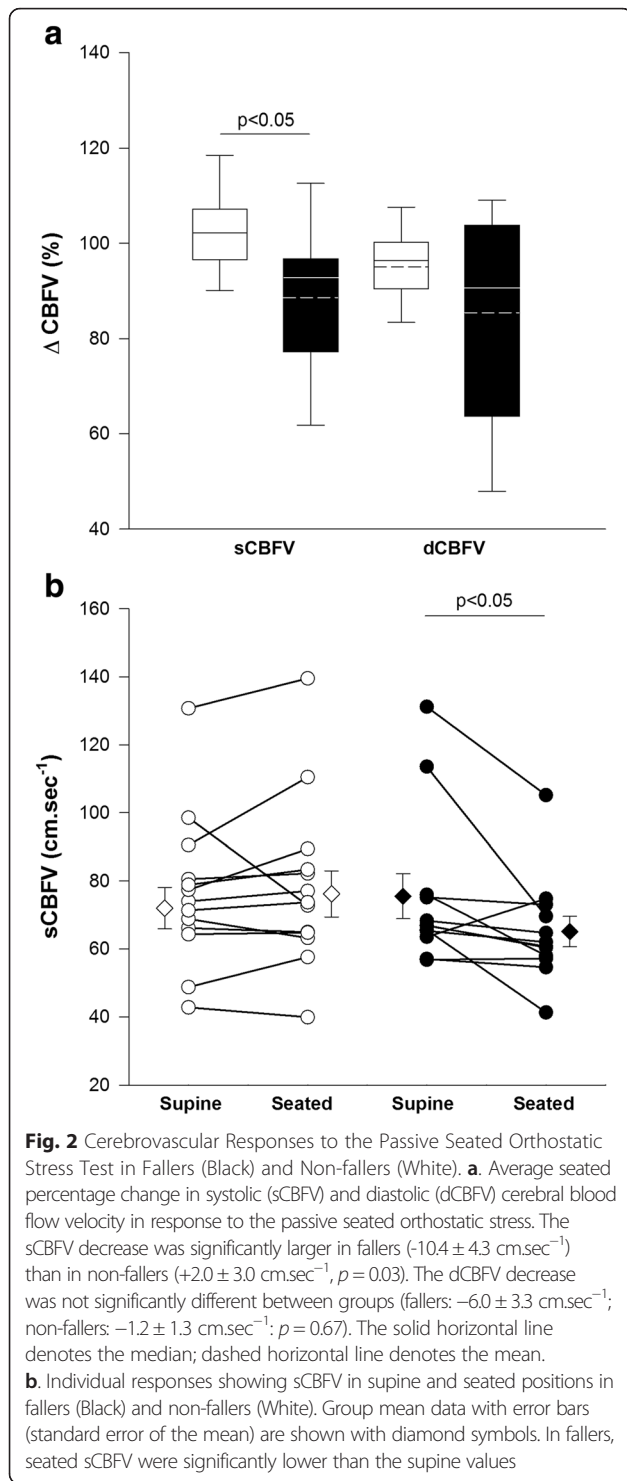 a
140
120
100
80
60
40
Δ CBFV (%)
p<0.05
sCBFV dCBFV
b
160
140
120
100
80
60
40
20
sCBFV (cm.sec⁻¹)
p<0.05
Supine Seated Supine Seated
Fig. 2 Cerebrovascular Responses to the Passive Seated Orthostatic
Stress Test in Fallers (Black) and Non-fallers (White). a. Average seated
percentage change in systolic (sCBFV) and diastolic (dCBFV) cerebral blood
flow velocity in response to the passive seated orthostatic stress. The
sCBFV decrease was significantly larger in fallers (-10.4 ± 4.3 cm.sec⁻¹)
than in non-fallers (+2.0 ± 3.0 cm.sec⁻¹, p = 0.03). The dCBFV decrease
was not significantly different between groups (fallers: −6.0 ± 3.3 cm.sec⁻¹;
non-fallers: −1.2 ± 1.3 cm.sec⁻¹: p = 0.67). The solid horizontal line
denotes the median; dashed horizontal line denotes the mean.
b. Individual responses showing sCBFV in supine and seated positions in
fallers (Black) and non-fallers (White). Group mean data with error bars
(standard error of the mean) are shown with diamond symbols. In fallers,
seated sCBFV were significantly lower than the supine values